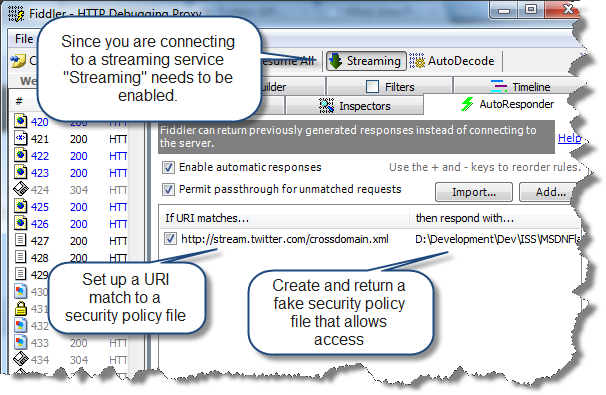 Fiddler - HTTP Debugging Proxy
File
Since you are connecting
to a streaming service
"Streaming" needs to be
enabled.
Resume All
Streaming
AutoDecode
Filters
Timeline
Inspectors
AutoResponder
#
Fiddler can return previously generated responses instead of connecting to
the server.
Help
Enable automatic responses
Use the + and - keys to reorder rules.
Permit passthrough for unmatched requests
Import...
Add...
If URI matches...
then respond with...
http://stream.twitter.com/crossdomain.xml
D:\Development\Dev\ISS\MSDNFla
420 200 HTT
421 200 HTT
422 200 HTT
423 200 HTT
424 304 HTT
425 200 HTT
426 200 HTT
427 200 HTT
428 200 HTT
429
430
431
432
433 200 HTT
434 304 HTT
Set up a URI
match to a
security policy file
Create and return a
fake security policy
file that allows
access